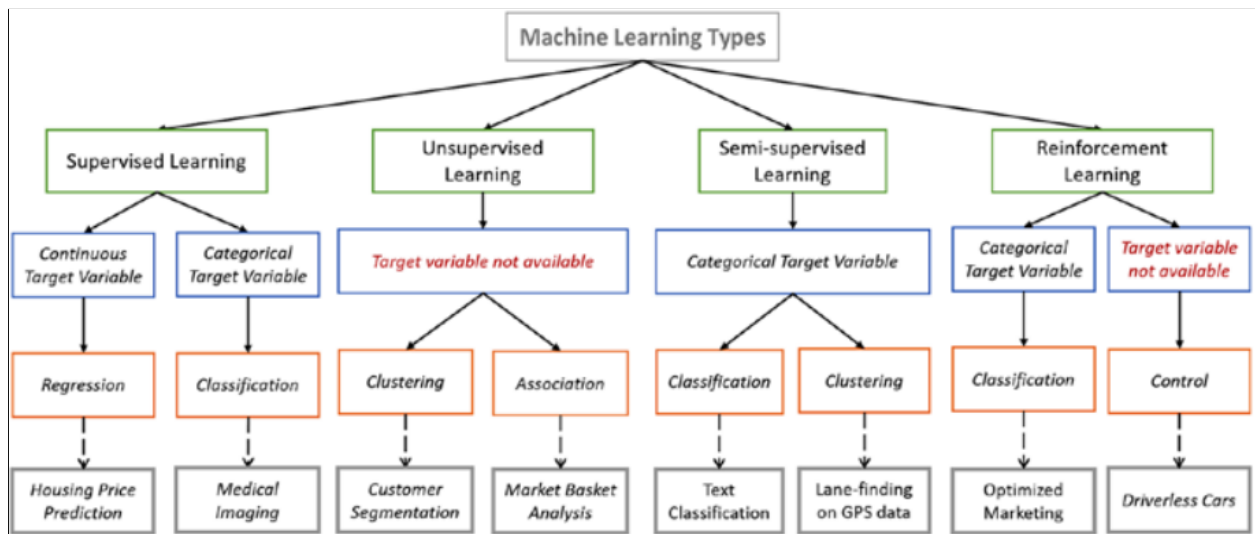 Machine Learning Types
Supervised Learning
Unsupervised
Learning
Semi-supervised
Learning
Reinforcement
Learning
Continuous
Target Variable
Categorical
Target Variable
Target variable not available
Categorical Target Variable
Categorical
Target Variable
Target variable
not available
Regression
Classification
Clustering
Association
Classification
Clustering
Classification
Control
Housing Price
Prediction
Medical
Imaging
Customer
Segmentation
Market Basket
Analysis
Text
Classification
Lane-finding
on GPS data
Optimized
Marketing
Driverless Cars